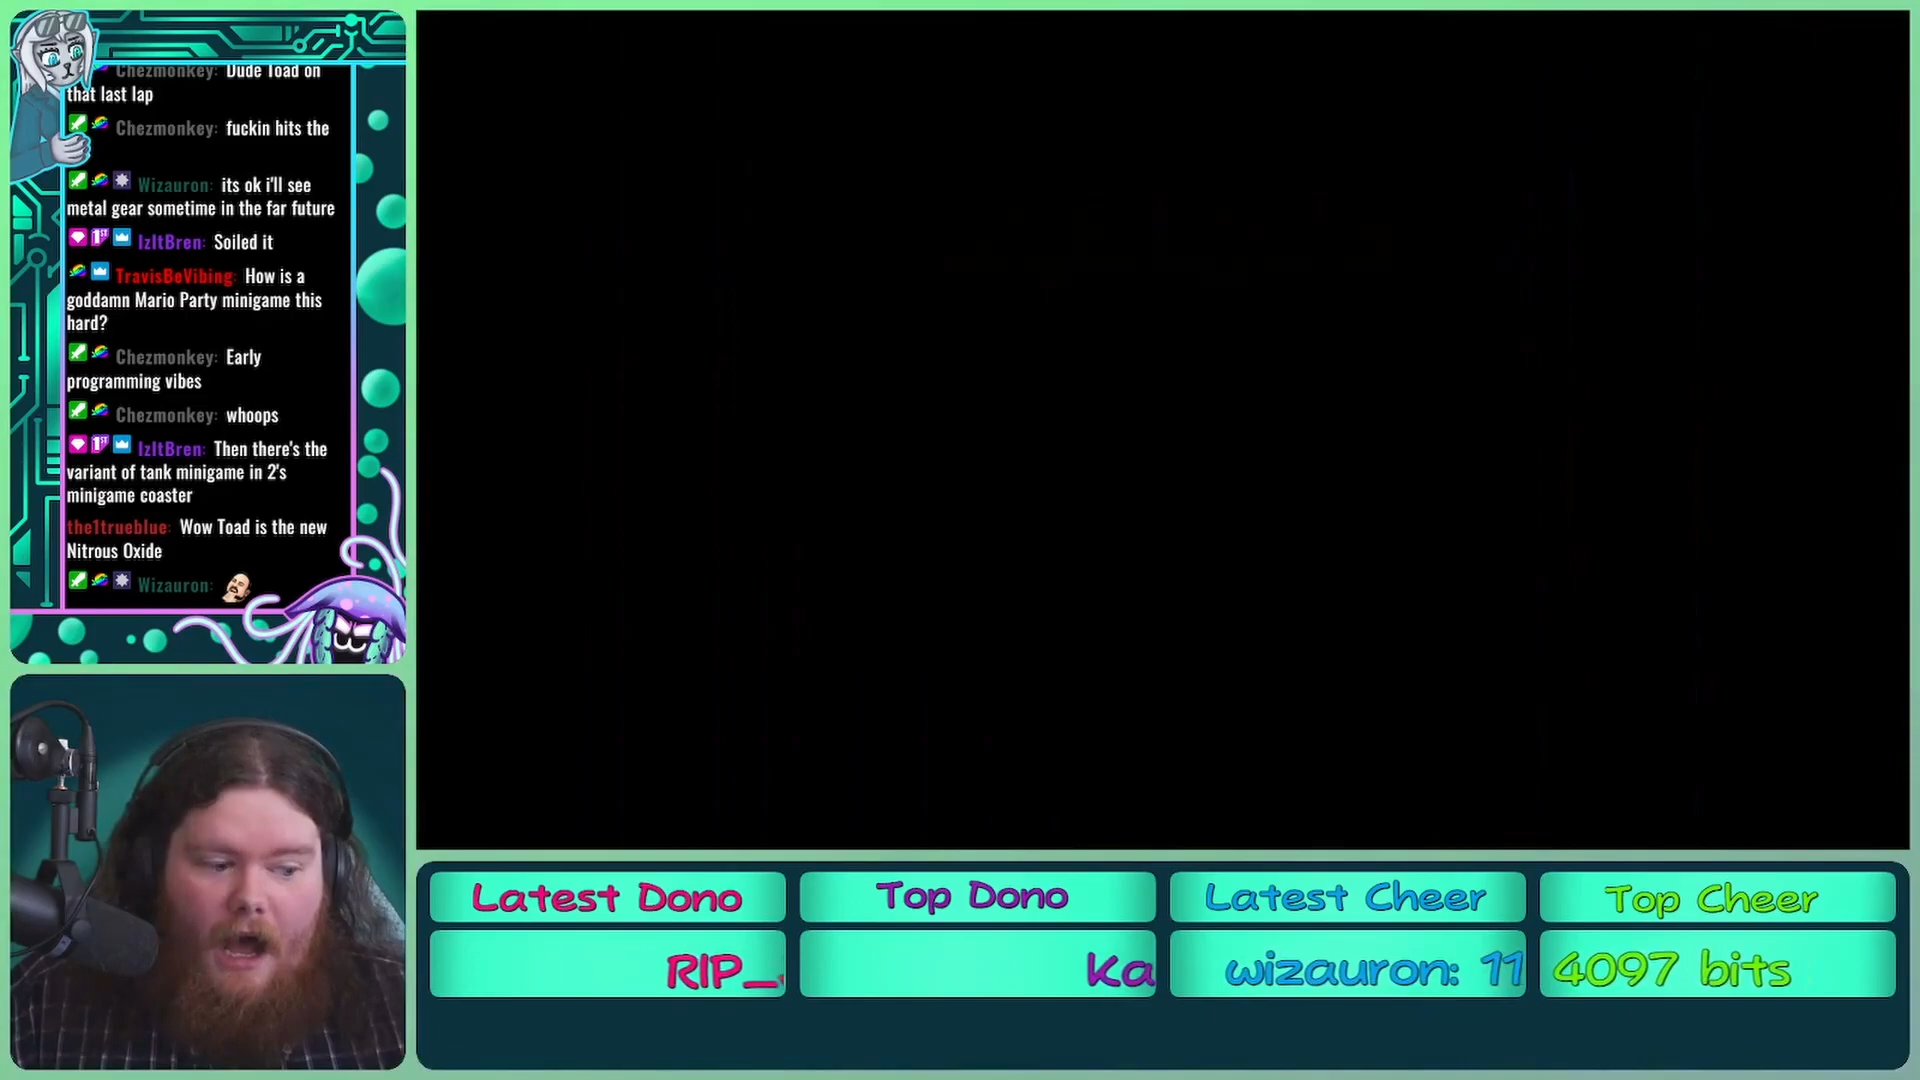 Chezmonkey: Dude Toad on
that last lap
Chezmonkey: fuckin hits the
Wizauron: its ok i'll see
metal gear sometime in the far future
IzItBren: Soiled it
TravisBeVibing: How is a
goddamn Mario Party minigame this
hard?
Chezmonkey: Early
programming vibes
Chezmonkey: whoops
IzItBren: Then there's the
variant of tank minigame in 2's
minigame coaster
the1trueblue: Wow Toad is the new
Nitrous Oxide
Wizauron:
Latest Dono
Top Dono
Latest Cheer
Top Cheer
RIP_
Ka
wizauron: 11
4097 bits